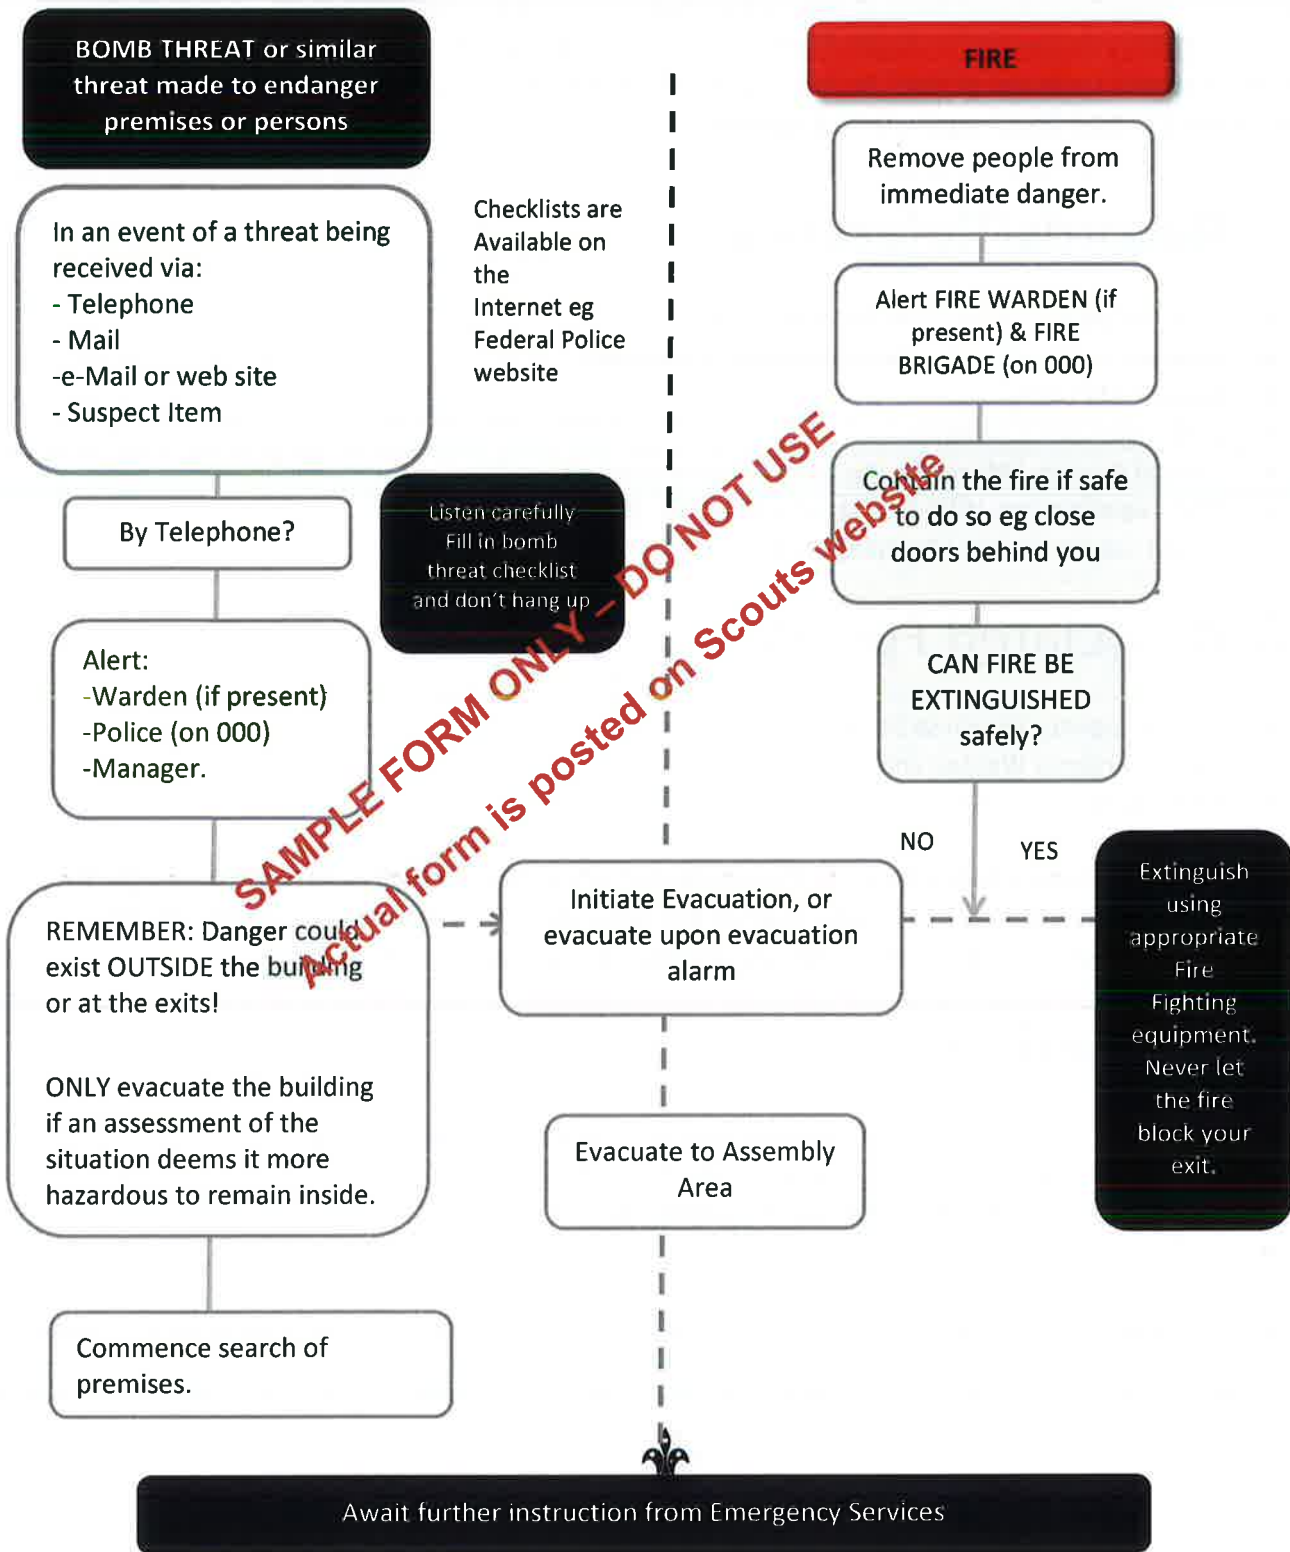 BOMB THREAT or similar
threat made to endanger
premises or persons
In an event of a threat being
received via:
- Telephone
- Mail
-e-Mail or web site
- Suspect Item
Checklists are
Available on
the
Internet eg
Federal Police
website
By Telephone?
Listen carefully
Fill in bomb
threat checklist
and don't hang up
Alert:
-Warden (if present)
-Police (on 000)
-Manager.
REMEMBER: Danger could
exist OUTSIDE the building
or at the exits!
ONLY evacuate the building
if an assessment of the
situation deems it more
hazardous to remain inside.
Commence search of
premises.
FIRE
Remove people from
immediate danger.
Alert FIRE WARDEN (if
present) & FIRE
BRIGADE (on 000)
Contain the fire if safe
to do so eg close
doors behind you
CAN FIRE BE
EXTINGUISHED
safely?
NO
YES
Extinguish
using
appropriate
Fire
Fighting
equipment.
Never let
the fire
block your
exit.
Initiate Evacuation, or
evacuate upon evacuation
alarm
Evacuate to Assembly
Area
Await further instruction from Emergency Services
SAMPLE FORM ONLY – DO NOT USE
Actual form is posted on Scouts website